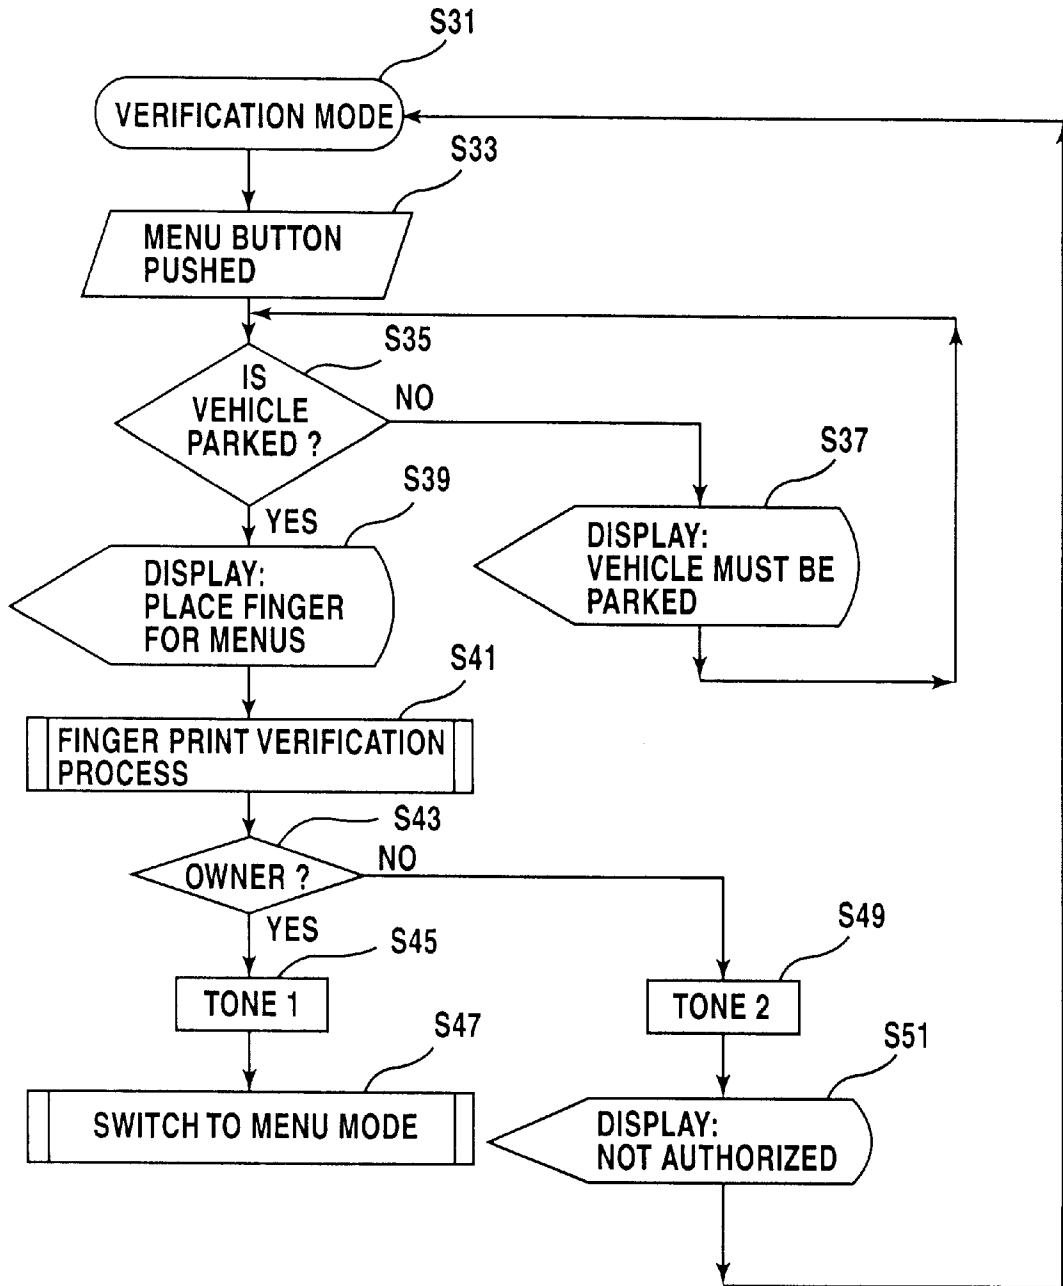 S31
VERIFICATION MODE
S33
MENU BUTTON
PUSHED
S35
IS
VEHICLE
PARKED ?
NO
S37
DISPLAY:
VEHICLE MUST BE
PARKED
YES
S39
DISPLAY:
PLACE FINGER
FOR MENUS
S41
FINGER PRINT VERIFICATION
PROCESS
S43
OWNER ?
NO
YES
S45
TONE 1
S49
TONE 2
S47
SWITCH TO MENU MODE
S51
DISPLAY:
NOT AUTHORIZED